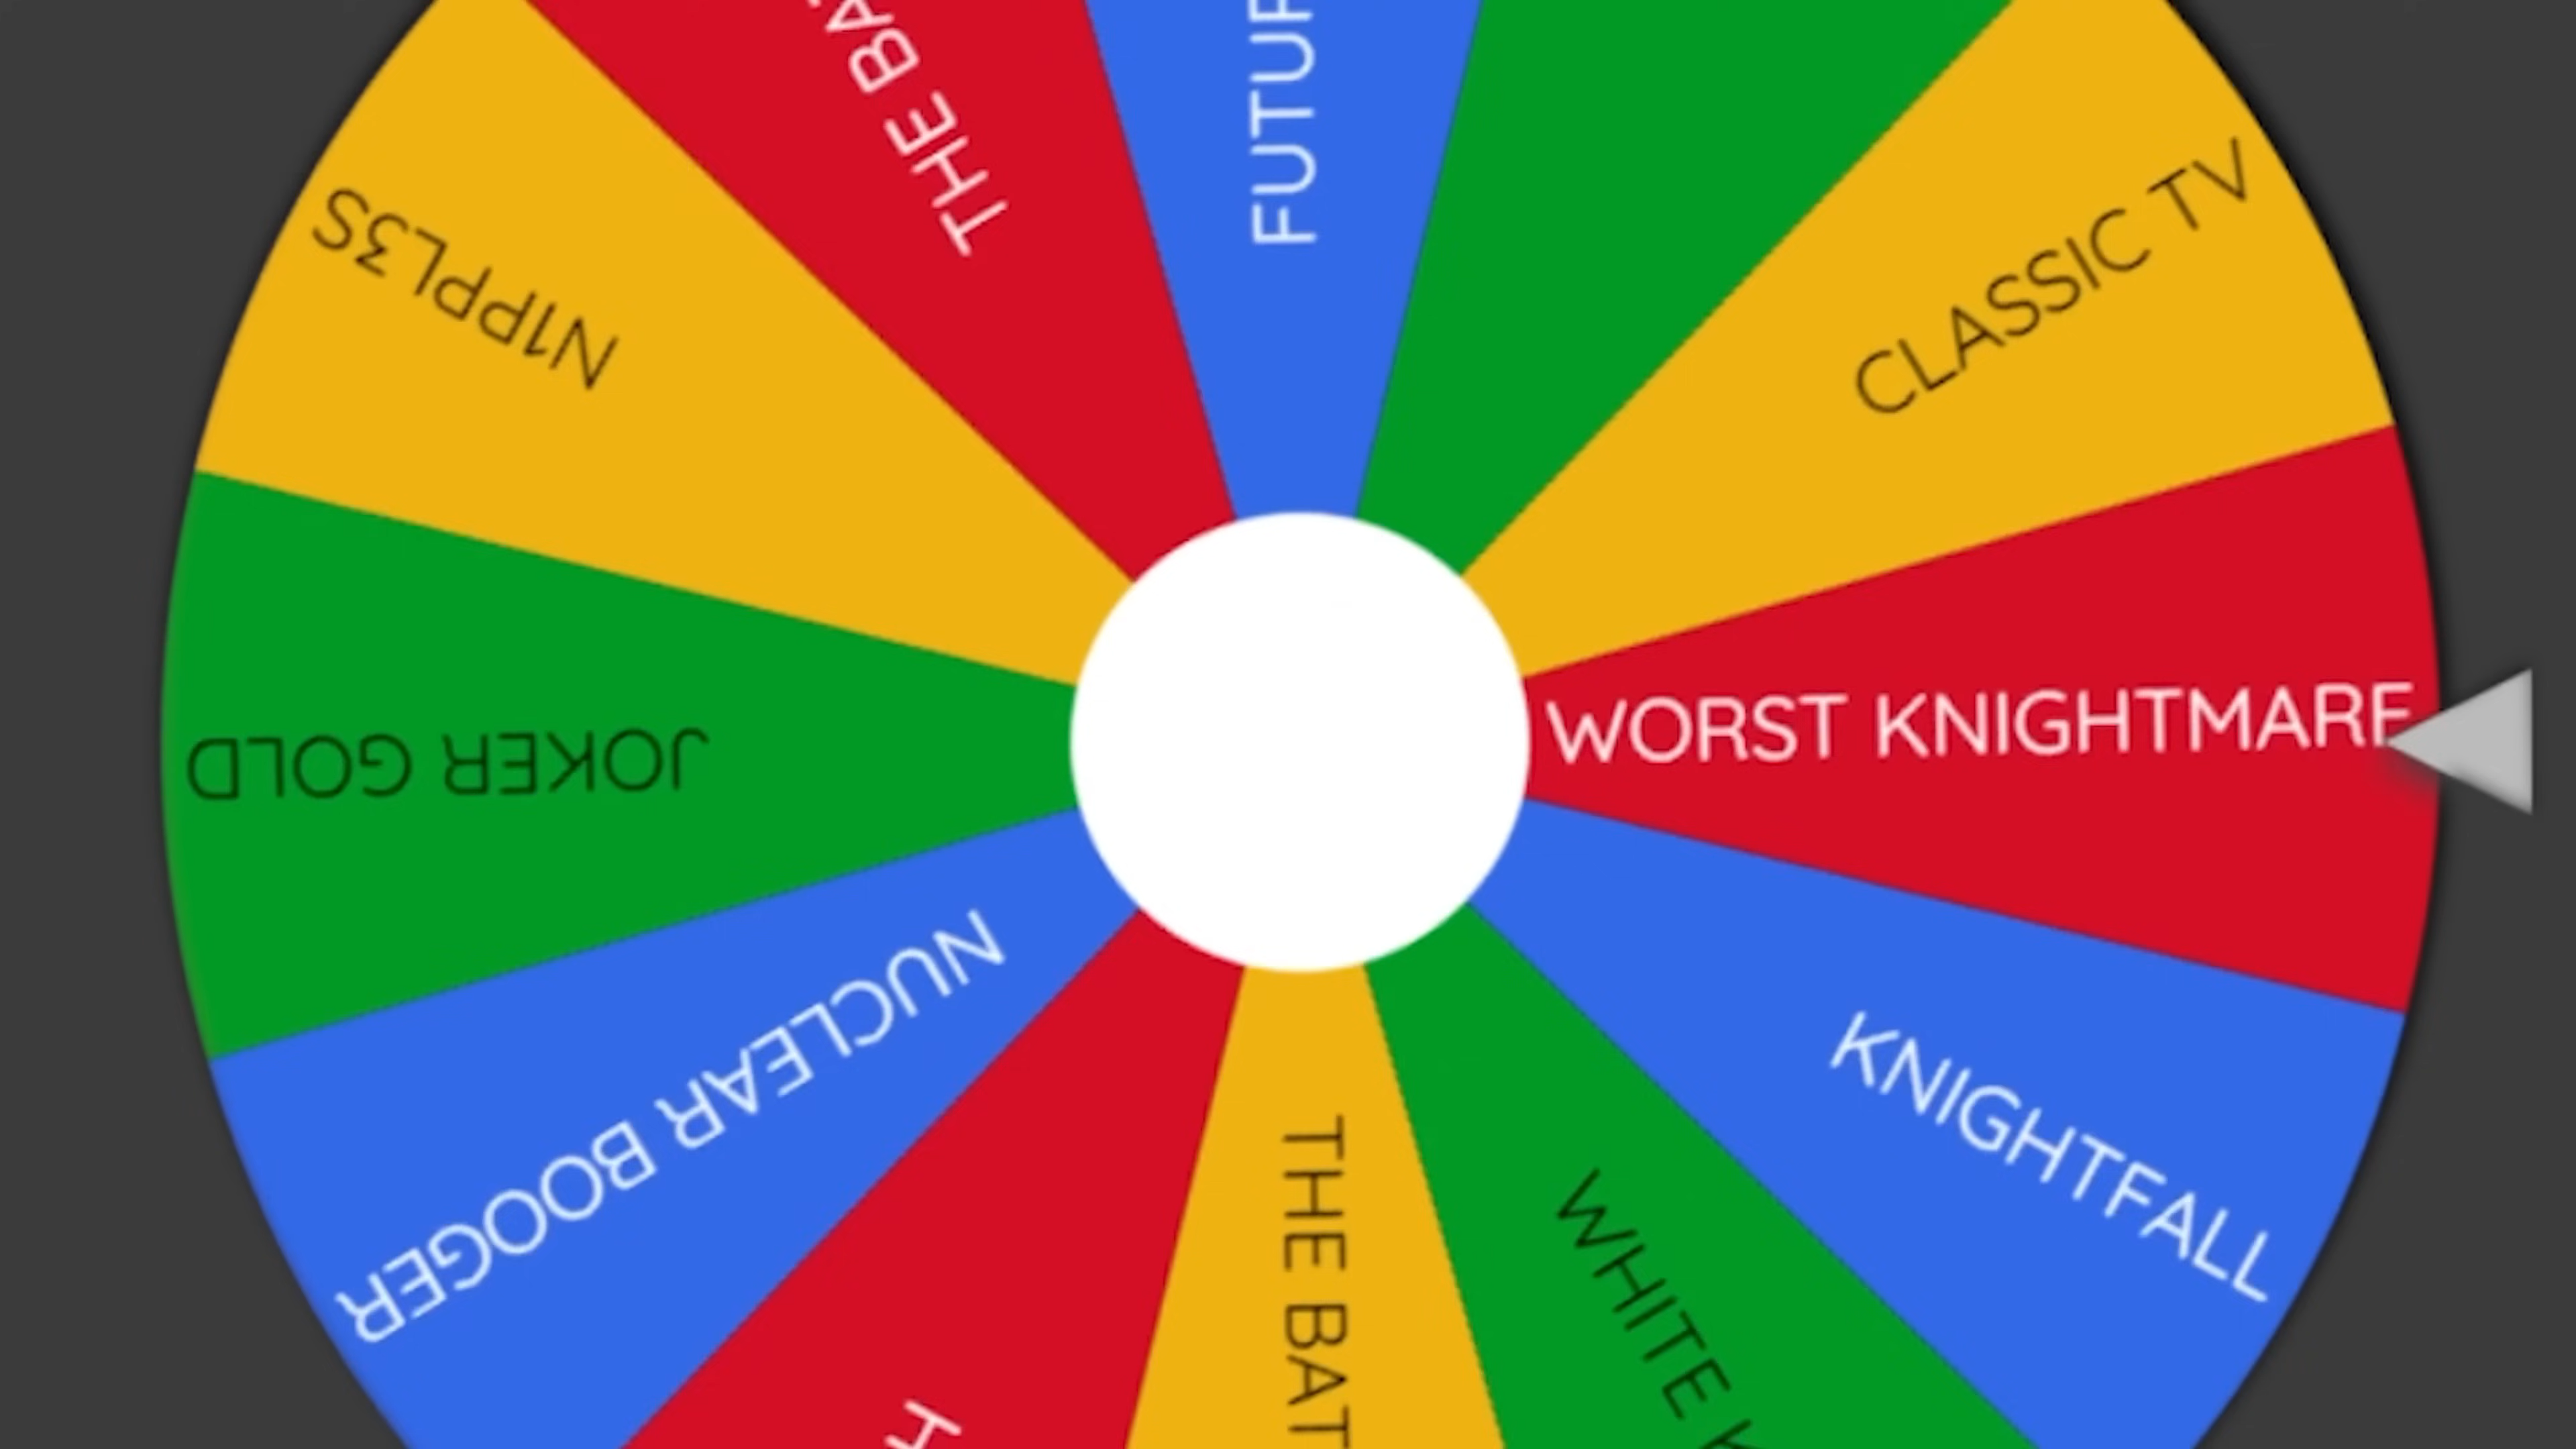 FUTUR
CLASSIC TV
WORST KNIGHTMARE
KNIGHTFALL
WHITE K
THE BAT
H
NUCLEAR BOOGER
JOKER GOLD
N1PPL3S
THE BA